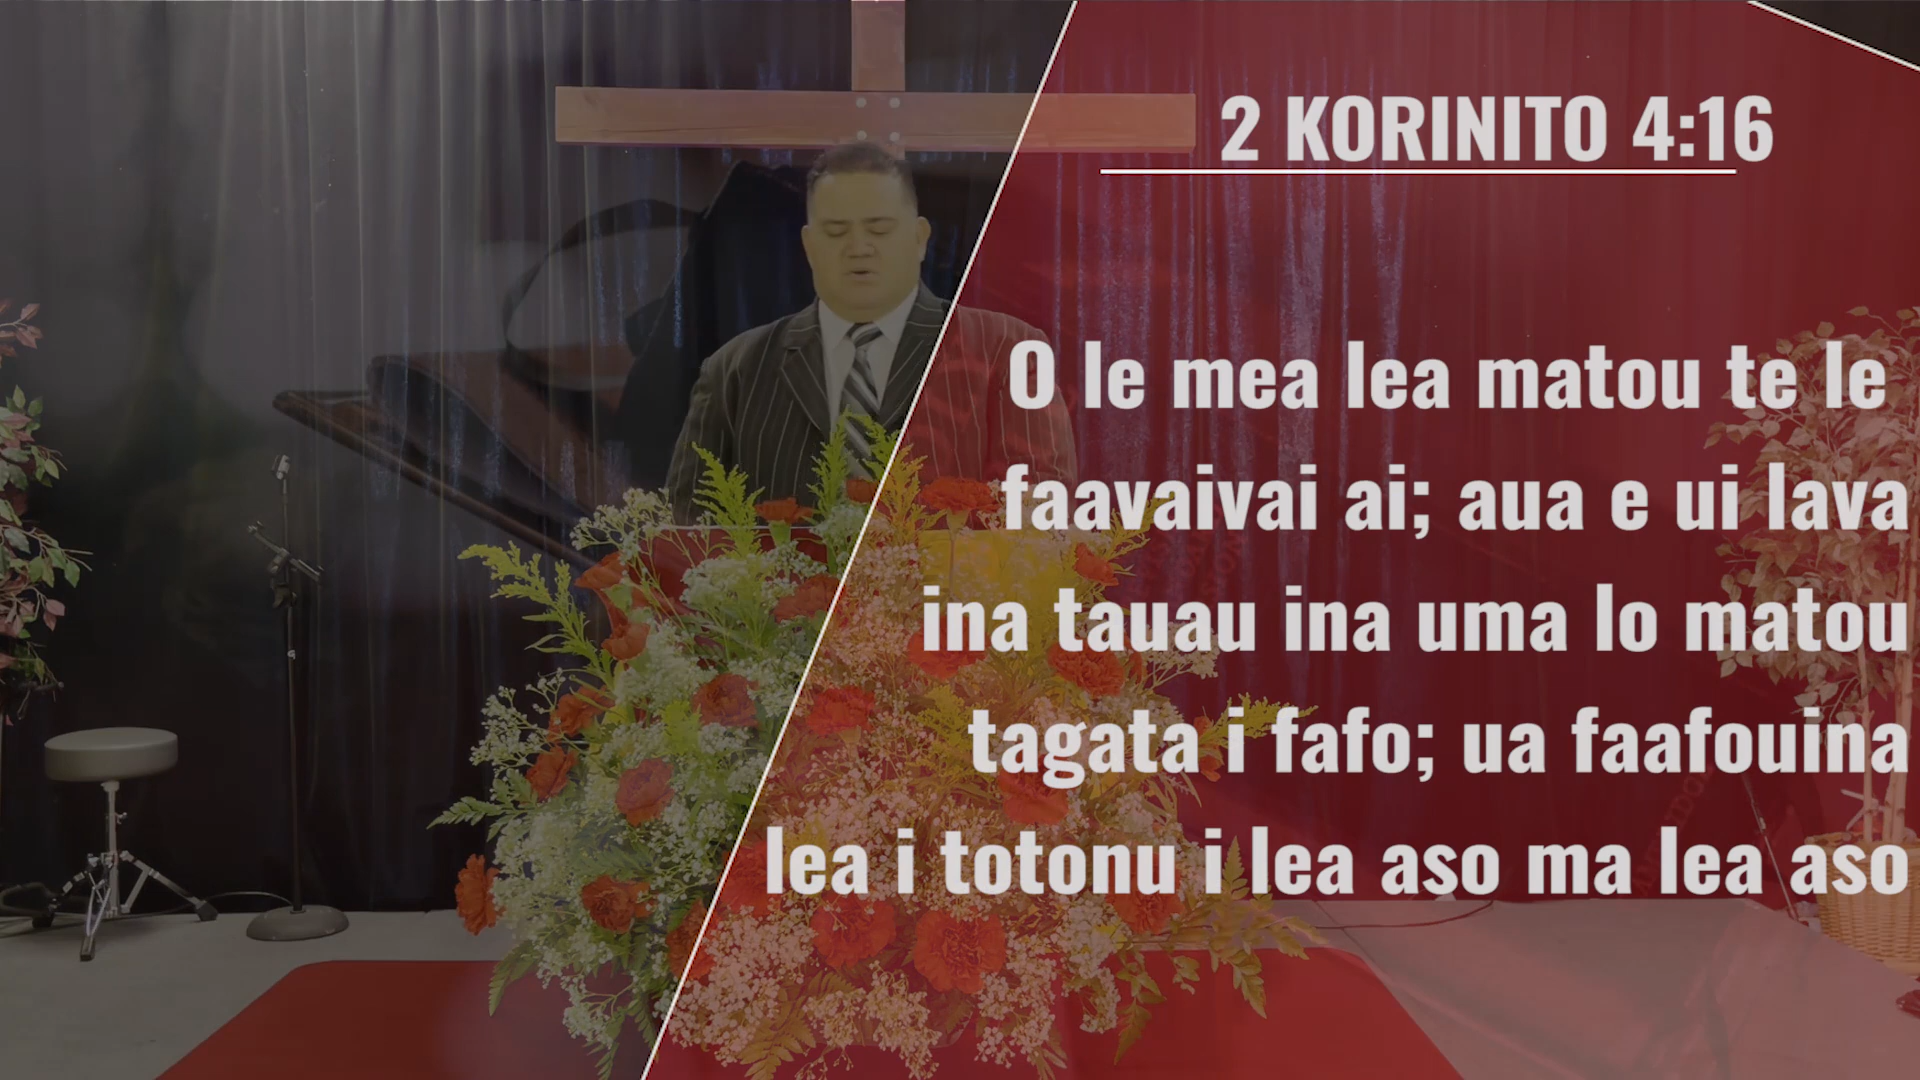 2 KORINITO 4:16
O le mea lea matou te le
faavaivai ai; aua e ui lava
ina tauau ina uma lo matou
tagata i fafo; ua faafouina
lea i totonu i lea aso ma lea aso